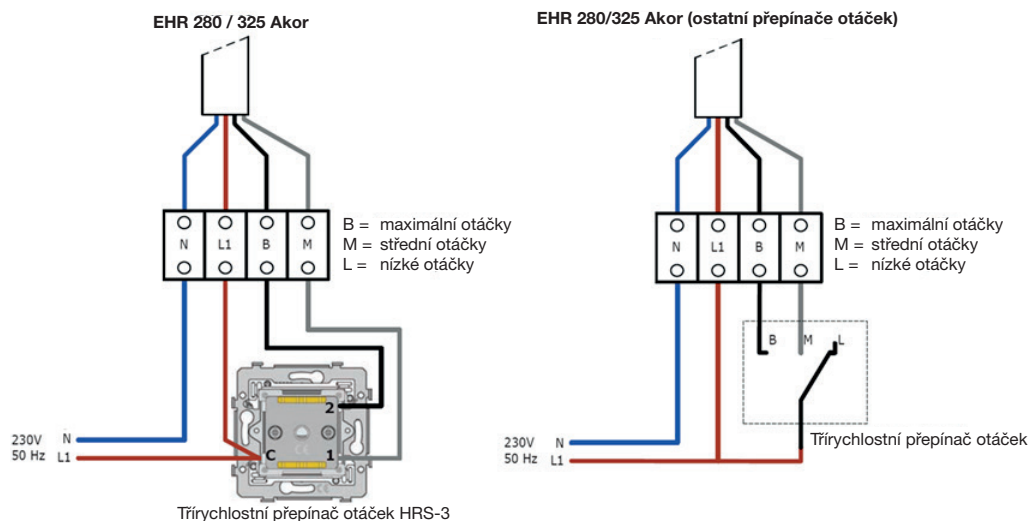 EHR 280 / 325 Akor
N L1 B M
B = maximální otáčky
M = střední otáčky
L = nízké otáčky
2
C 1
230V N
50 Hz L1
Třírychlostní přepínač otáček HRS-3
EHR 280/325 Akor (ostatní přepínače otáček)
N L1 B M
B = maximální otáčky
M = střední otáčky
L = nízké otáčky
B M L
Třírychlostní přepínač otáček
230V N
50 Hz L1